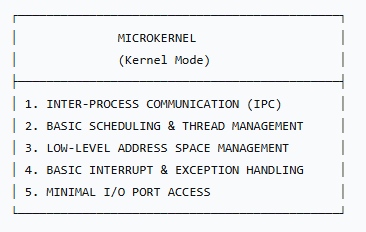 MICROKERNEL
(Kernel Mode)
1. INTER-PROCESS COMMUNICATION (IPC)
2. BASIC SCHEDULING & THREAD MANAGEMENT
3. LOW-LEVEL ADDRESS SPACE MANAGEMENT
4. BASIC INTERRUPT & EXCEPTION HANDLING
5. MINIMAL I/O PORT ACCESS